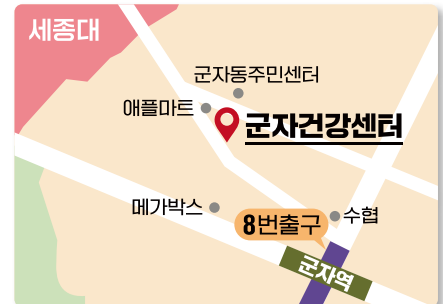 세종대
군자동주민센터
애플마트
군자건강센터
메가박스
8번출구
수협
군자역